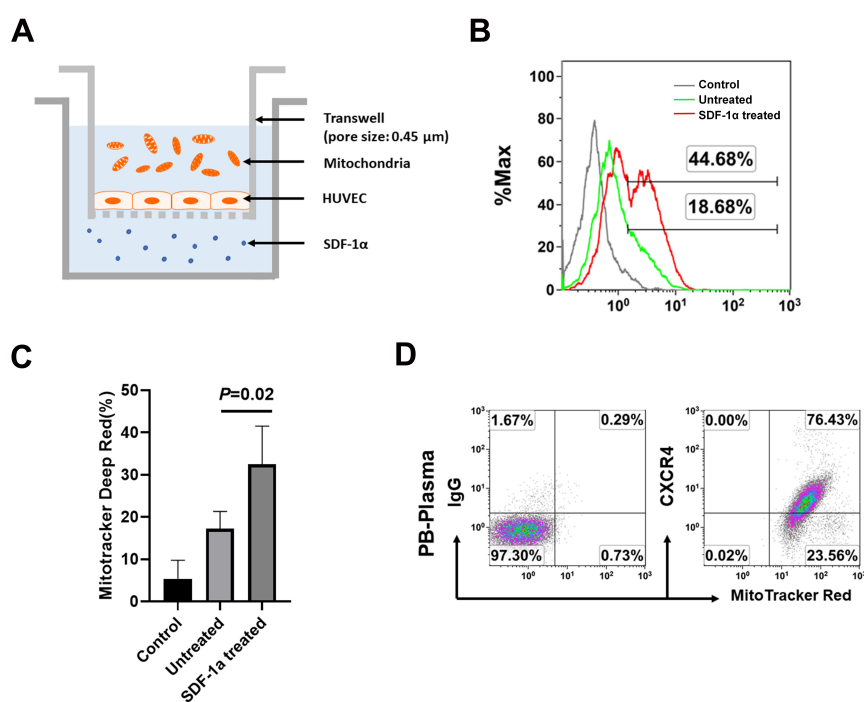 A
Transwell
(pore size: 0.45 μm)
Mitochondria
HUVEC
SDF-1α
B
%Max
100
80
60
40
20
0
Control
Untreated
SDF-1α treated
44.68%
18.68%
10⁰ 10¹ 10² 10³
C
Mitotracker Deep Red(%)
50
40
30
20
10
0
P=0.02
Control
Untreated
SDF-1a treated
D
PB-Plasma
IgG
10³
10²
10¹
10⁰
1.67% 0.29%
97.30% 0.73%
10⁰ 10¹ 10² 10³
CXCR4
10³
10²
10¹
10⁰
0.00% 76.43%
0.02% 23.56%
10⁰ 10¹ 10² 10³
MitoTracker Red